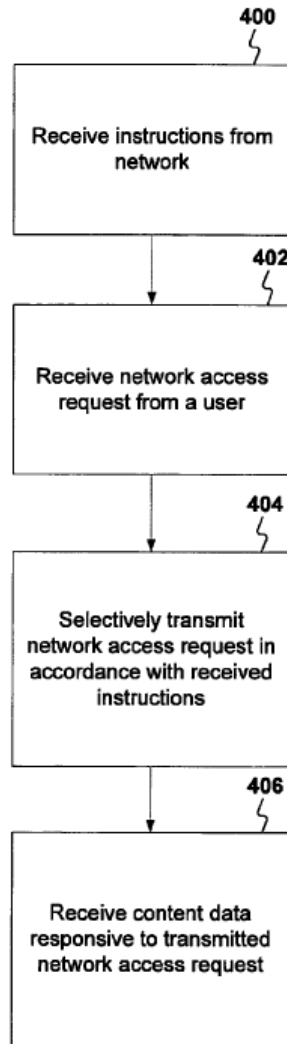 400
Receive instructions from
network
402
Receive network access
request from a user
404
Selectively transmit
network access request in
accordance with received
instructions
406
Receive content data
responsive to transmitted
network access request